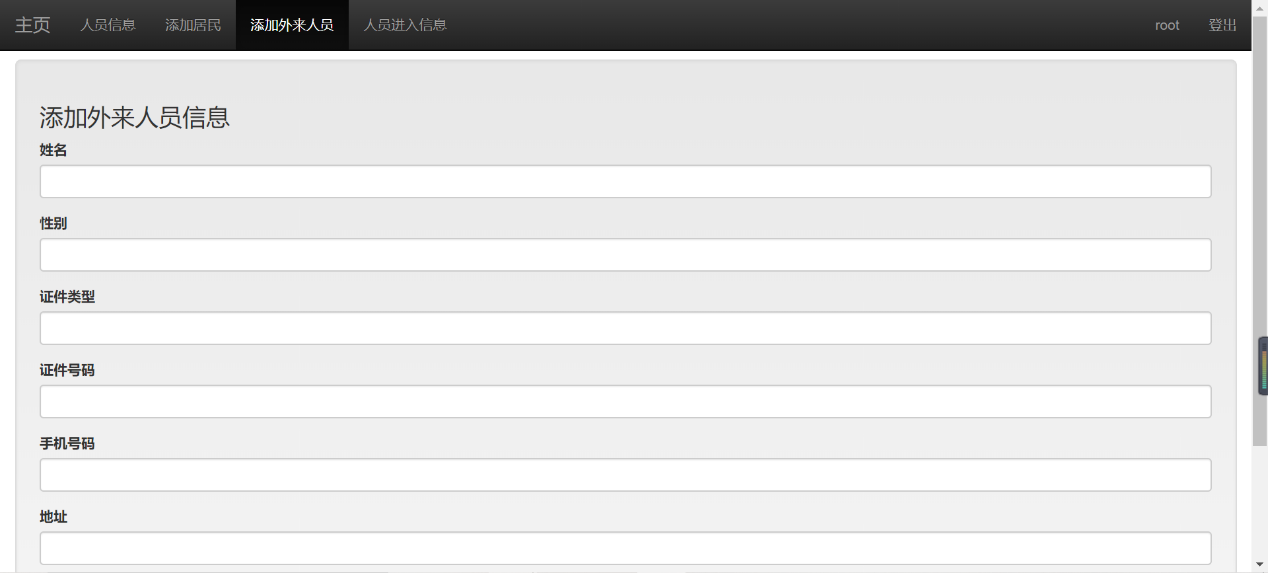 主页 人员信息 添加居民 添加外来人员 人员进入信息 root 登出
添加外来人员信息
姓名
性别
证件类型
证件号码
手机号码
地址